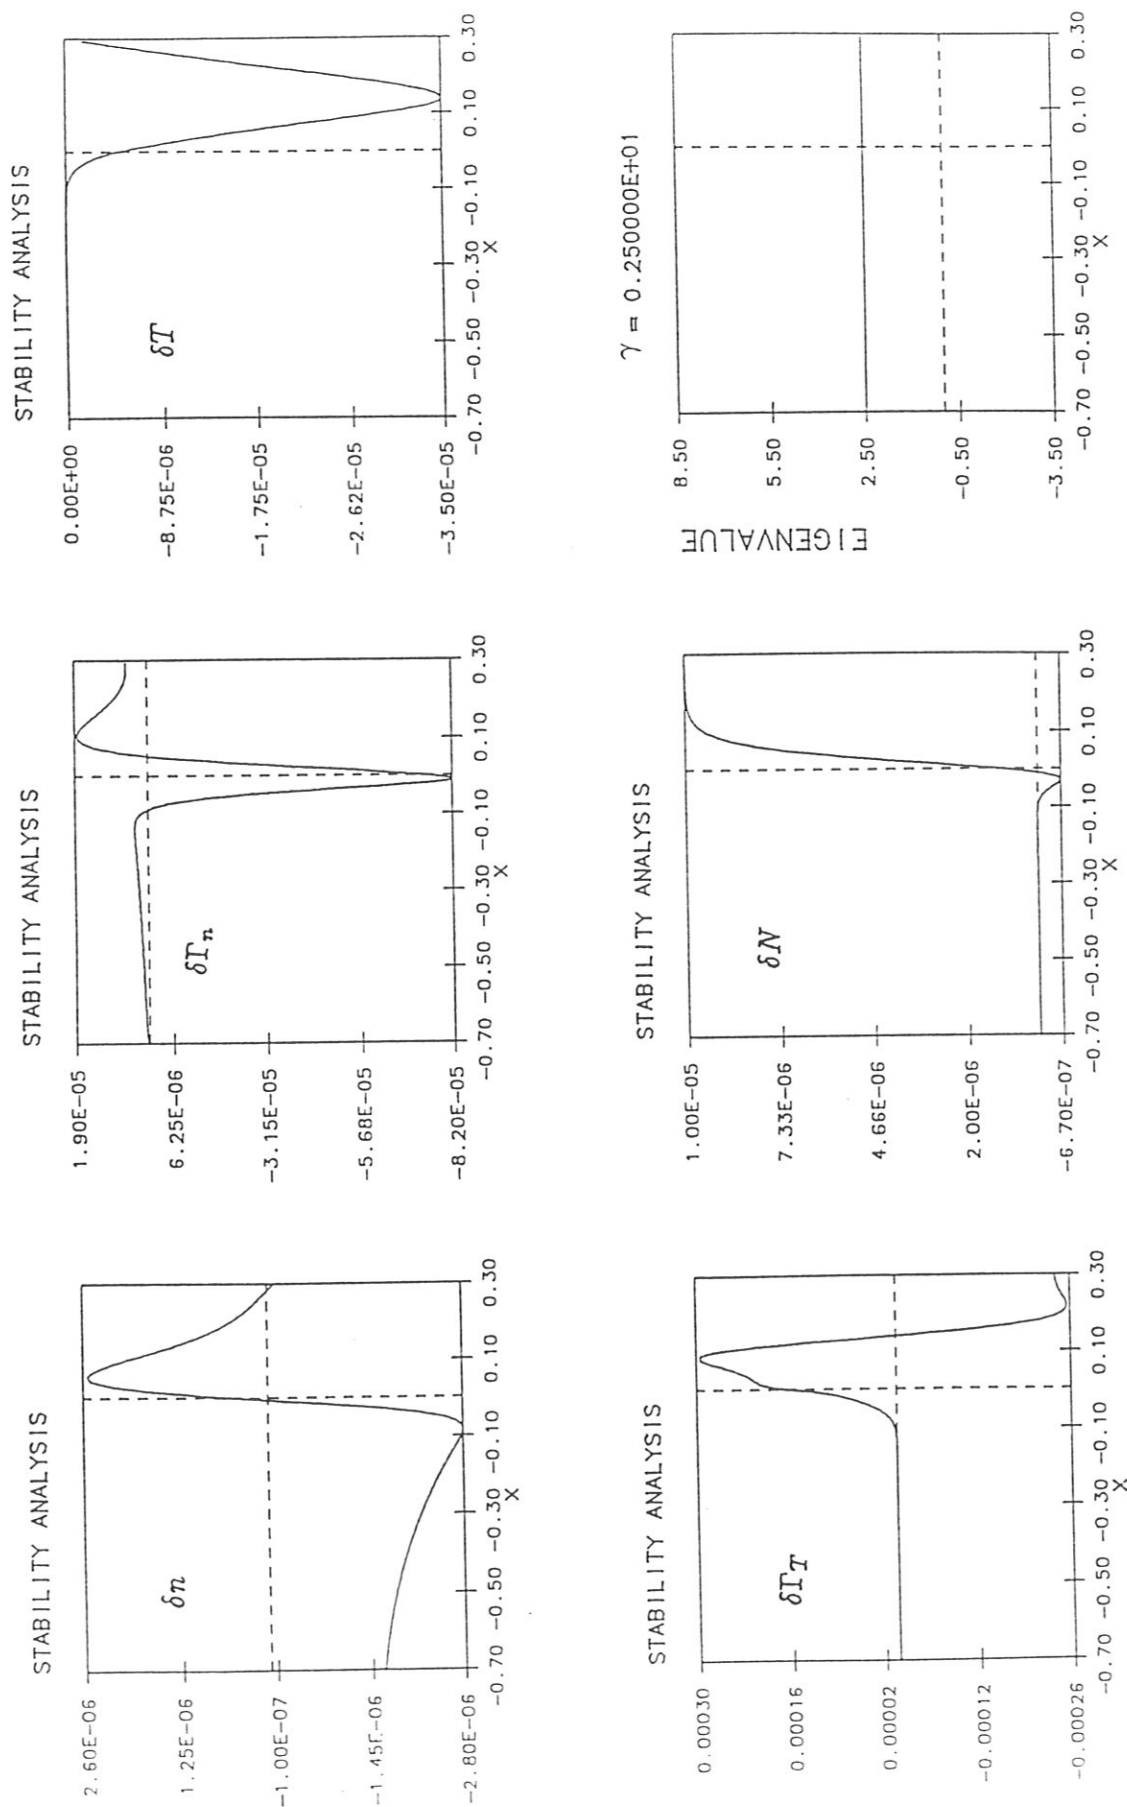 STABILITY ANALYSIS
2.60E-06
1.25E-06
-1.00E-07
-1.45E-06
-2.80E-06
δn
-0.70 -0.50 -0.30 -0.10 0.10 0.30
X
STABILITY ANALYSIS
1.90E-05
-6.25E-06
-3.15E-05
-5.68E-05
-8.20E-05
δΓn
-0.70 -0.50 -0.30 -0.10 0.10 0.30
X
STABILITY ANALYSIS
0.00E+00
-8.75E-06
-1.75E-05
-2.62E-05
-3.50E-05
δT
-0.70 -0.50 -0.30 -0.10 0.10 0.30
X
STABILITY ANALYSIS
0.00030
0.00016
0.00002
-0.00012
-0.00026
δΓT
-0.70 -0.50 -0.30 -0.10 0.10 0.30
X
STABILITY ANALYSIS
1.00E-05
7.33E-06
4.66E-06
2.00E-06
-6.70E-07
δN
-0.70 -0.50 -0.30 -0.10 0.10 0.30
X
γ = 0.250000E+01
EIGENVALUE
8.50
5.50
2.50
-0.50
-3.50
-0.70 -0.50 -0.30 -0.10 0.10 0.30
X